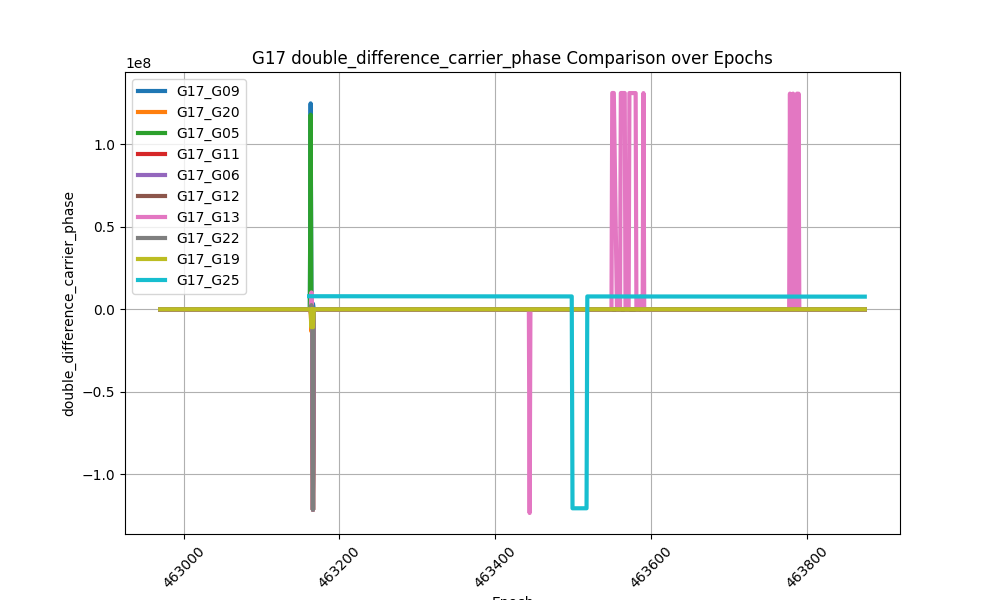 G17 double_difference_carrier_phase Comparison over Epochs
1e8
G17_G09
G17_G20
G17_G05
G17_G11
G17_G06
G17_G12
G17_G13
G17_G22
G17_G19
G17_G25
1.0
0.5
0.0
−0.5
−1.0
double_difference_carrier_phase
463000
463200
463400
463600
463800
Epoch